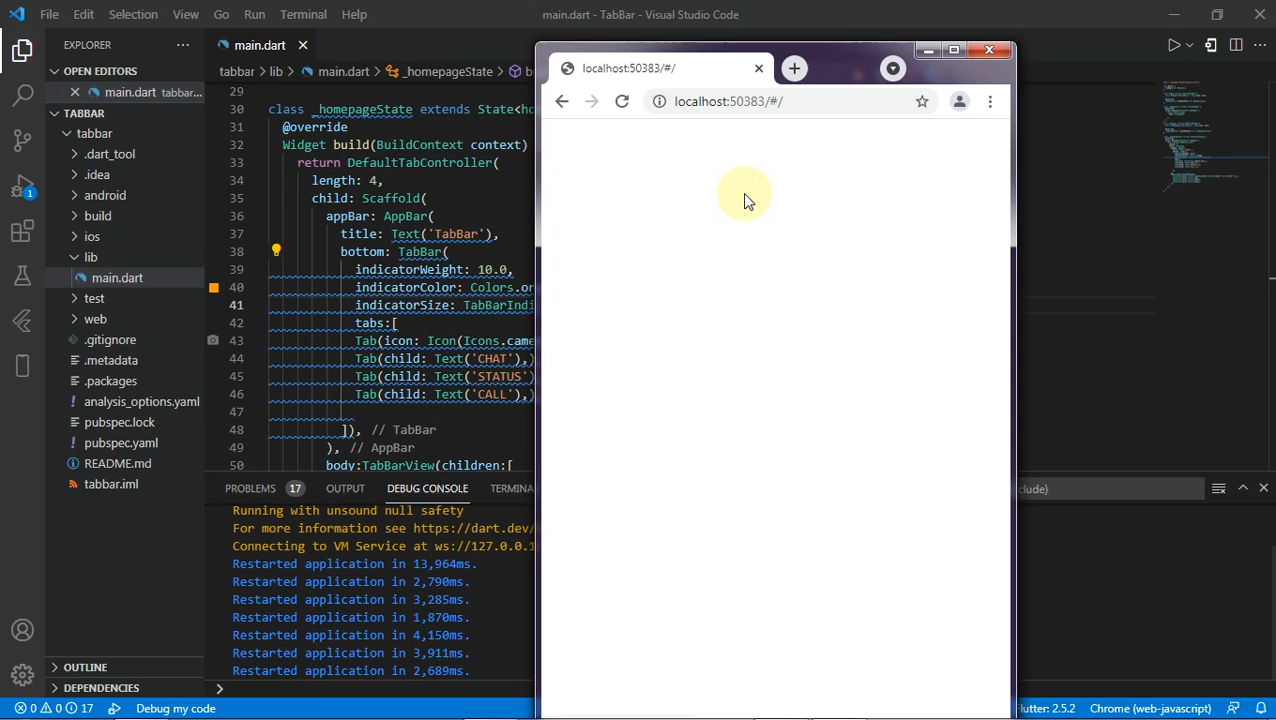 File Edit Selection View Go Run Terminal Help
main.dart - TabBar - Visual Studio Code
EXPLORER
OPEN EDITORS
main.dart tabbar...
TABBAR
tabbar
.dart_tool
.idea
android
build
ios
lib
main.dart
test
web
.gitignore
.metadata
.packages
analysis_options.yaml
pubspec.lock
pubspec.yaml
README.md
tabbar.iml
OUTLINE
DEPENDENCIES
1
main.dart
tabbar > lib > main.dart > _homepageState >
29
30 class _homepageState extends State<
31 @override
32 Widget build(BuildContext context)
33 return DefaultTabController(
34 length: 4,
35 child: Scaffold(
36 appBar: AppBar(
37 title: Text('TabBar'),
38 bottom: TabBar(
39 indicatorWeight: 10.0,
40 indicatorColor: Colors.or
41 indicatorSize: TabBarIndi
42 tabs:[
43 Tab(icon: Icon(Icons.came
44 Tab(child: Text('CHAT'),)
45 Tab(child: Text('STATUS')
46 Tab(child: Text('CALL'),)
47
48 ]), // TabBar
49 ), // AppBar
50 body:TabBarView(children:[
PROBLEMS 17 OUTPUT DEBUG CONSOLE TERMINA
Running with unsound null safety
For more information see https://dart.dev/
Connecting to VM Service at ws://127.0.0.1
Restarted application in 13,964ms.
Restarted application in 2,790ms.
Restarted application in 3,285ms.
Restarted application in 1,870ms.
Restarted application in 4,150ms.
Restarted application in 3,911ms.
Restarted application in 2,689ms.
localhost:50383/#/
localhost:50383/#/
0 0 17 Debug my code
Flutter: 2.5.2 Chrome (web-javascript)